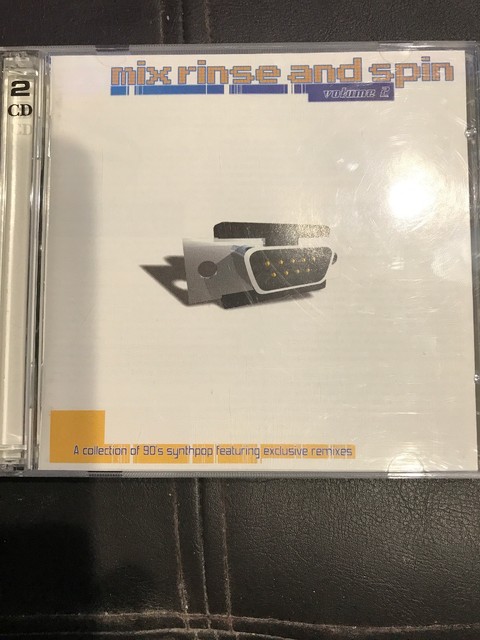 mix rinse and spin
volume 2
2
CD
A collection of 90's synthpop featuring exclusive remixes